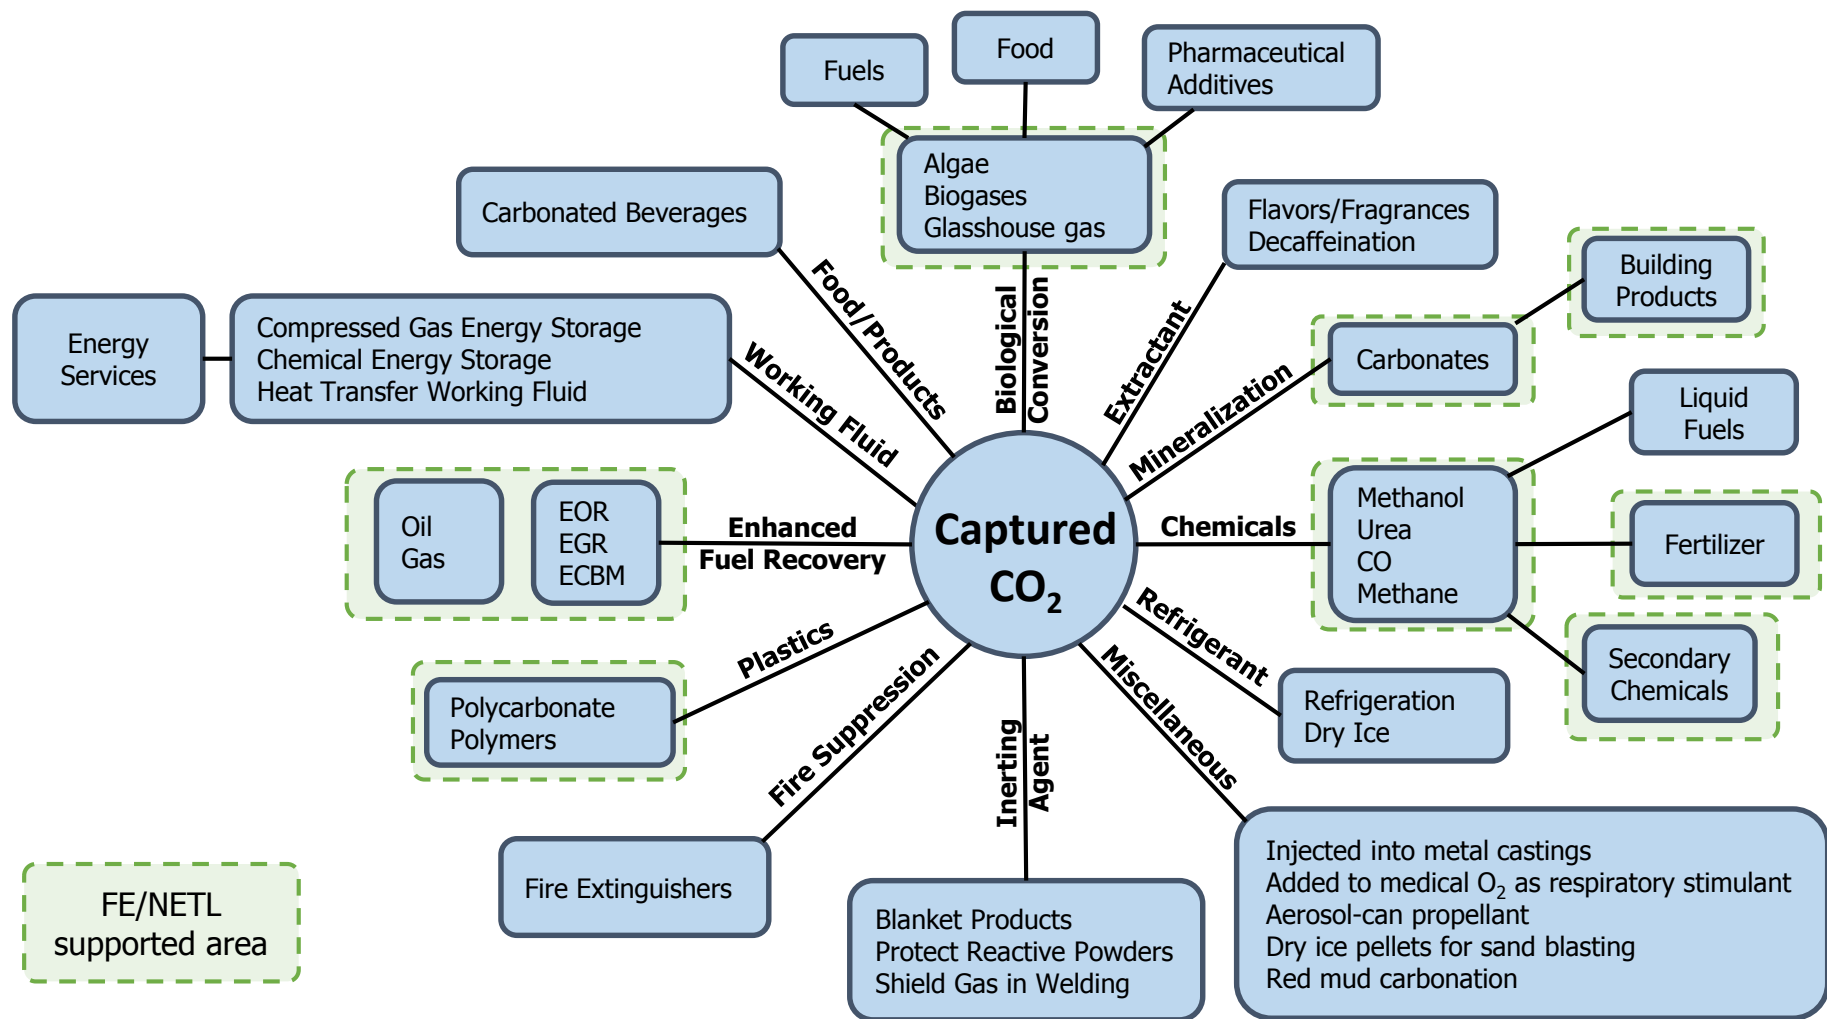 Fuels
Food
Pharmaceutical
Additives
Algae
Biogases
Glasshouse gas
Carbonated Beverages
Flavors/Fragrances
Decaffeination
Building
Products
Energy
Services
Compressed Gas Energy Storage
Chemical Energy Storage
Heat Transfer Working Fluid
Food/Products
Working Fluid
Biological
Conversion
Extractant
Mineralization
Carbonates
Liquid
Fuels
Oil
Gas
EOR
EGR
ECBM
Enhanced
Fuel Recovery
Captured
CO₂
Chemicals
Methanol
Urea
CO
Methane
Fertilizer
Secondary
Chemicals
Plastics
Polycarbonate
Polymers
Fire Suppression
Inerting
Agent
Miscellaneous
Refrigerant
Refrigeration
Dry Ice
Fire Extinguishers
Blanket Products
Protect Reactive Powders
Shield Gas in Welding
Injected into metal castings
Added to medical O₂ as respiratory stimulant
Aerosol-can propellant
Dry ice pellets for sand blasting
Red mud carbonation
FE/NETL
supported area